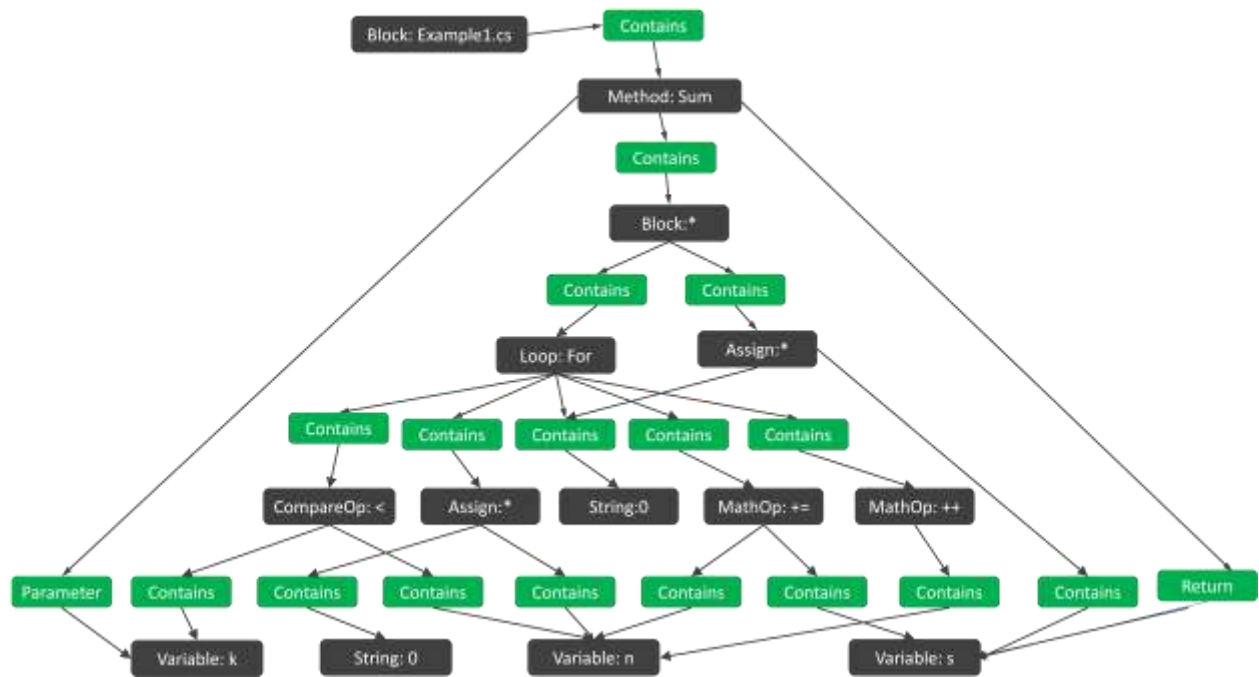 Block: Example1.cs
Contains
Method: Sum
Contains
Block:*
Contains
Contains
Loop: For
Assign:*
Contains
Contains
Contains
Contains
Contains
CompareOp: <
Assign:*
String:0
MathOp: +=
MathOp: ++
Parameter
Contains
Contains
Contains
Contains
Contains
Contains
Contains
Contains
Return
Variable: k
String: 0
Variable: n
Variable: s